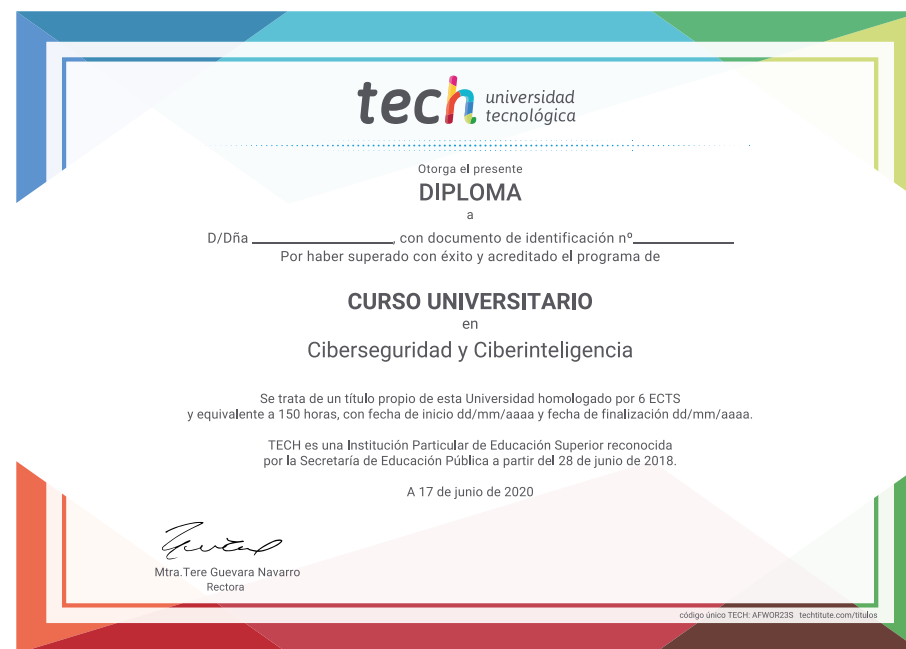 tech universidad
tecnológica
Otorga el presente
DIPLOMA
a
D/Dña ____________________, con documento de identificación nº______________
Por haber superado con éxito y acreditado el programa de
CURSO UNIVERSITARIO
en
Ciberseguridad y Ciberinteligencia
Se trata de un título propio de esta Universidad homologado por 6 ECTS
y equivalente a 150 horas, con fecha de inicio dd/mm/aaaa y fecha de finalización dd/mm/aaaa.
TECH es una Institución Particular de Educación Superior reconocida
por la Secretaría de Educación Pública a partir del 28 de junio de 2018.
A 17 de junio de 2020
Mtra.Tere Guevara Navarro
Rectora
código único TECH: AFWOR23S techtitute.com/titulos